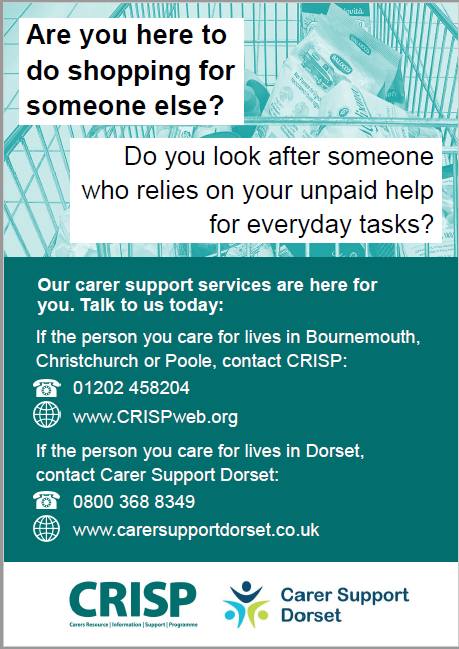 Are you here to
do shopping for
someone else?
Do you look after someone
who relies on your unpaid help
for everyday tasks?
Our carer support services are here for
you. Talk to us today:
If the person you care for lives in Bournemouth,
Christchurch or Poole, contact CRISP:
01202 458204
www.CRISPweb.org
If the person you care for lives in Dorset,
contact Carer Support Dorset:
0800 368 8349
www.carersupportdorset.co.uk
CRISP
Carers Resource | Information | Support | Programme
Carer Support
Dorset